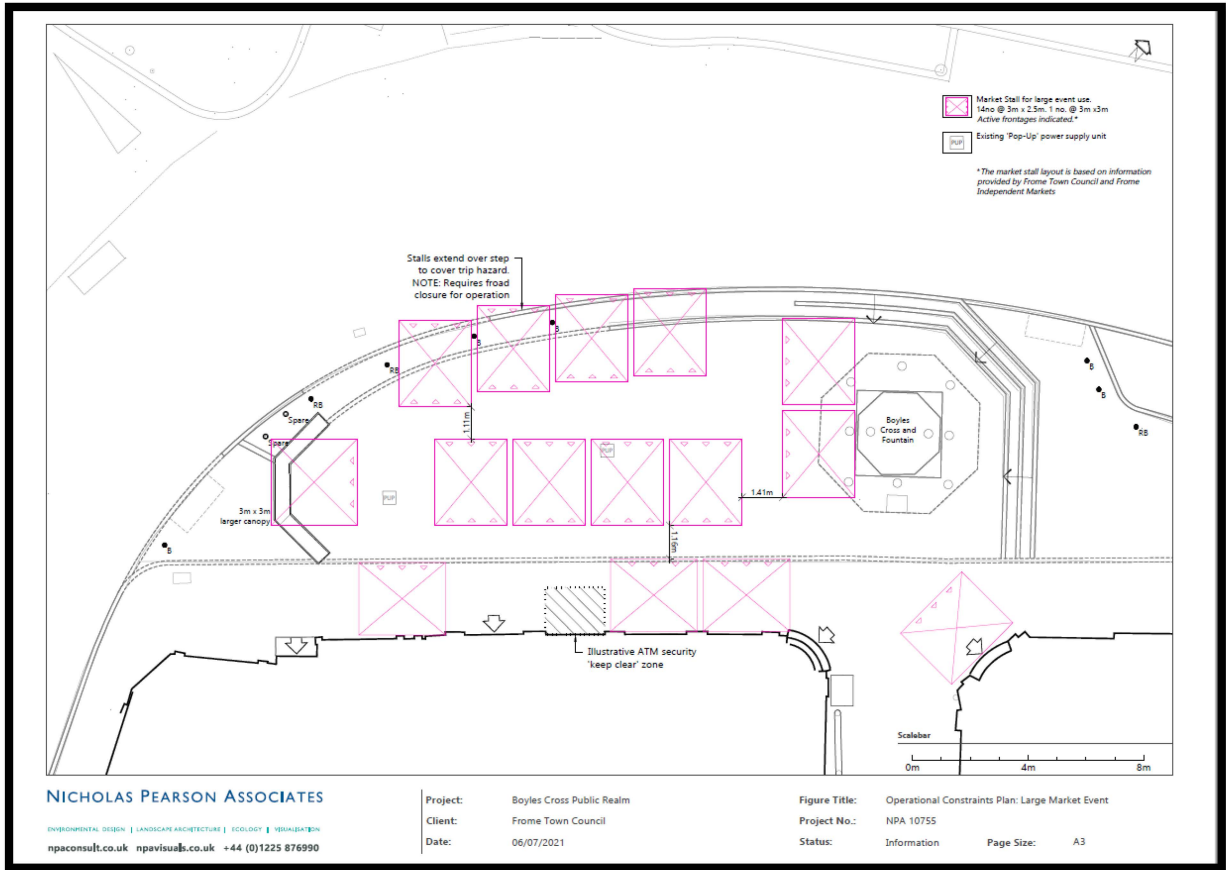 Market Stall for large event use.
14no @ 3m x 2.5m. 1 no. @ 3m x3m
Active frontages indicated.*
PUP
Existing 'Pop-Up' power supply unit
*The market stall layout is based on information
provided by Frome Town Council and Frome
Independent Markets
Stalls extend over step
to cover trip hazard.
NOTE: Requires froad
closure for operation
B
B
RB
RB
Spare
Spare
1.11m
B
B
RB
Boyles
Cross and
Fountain
PUP
PUP
1.41m
3m x 3m
larger canopy
B
1.16m
Illustrative ATM security
'keep clear' zone
Scalebar
0m 4m 8m
NICHOLAS PEARSON ASSOCIATES
ENVIRONMENTAL DESIGN | LANDSCAPE ARCHITECTURE | ECOLOGY | VISUALISATION
npaconsult.co.uk npavisuals.co.uk +44 (0)1225 876990
Project: Boyles Cross Public Realm
Client: Frome Town Council
Date: 06/07/2021
Figure Title: Operational Constraints Plan: Large Market Event
Project No.: NPA 10755
Status: Information Page Size: A3